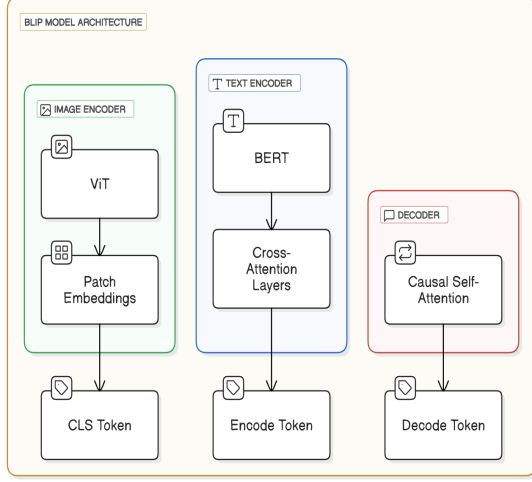 BLIP MODEL ARCHITECTURE
IMAGE ENCODER
ViT
Patch
Embeddings
CLS Token
TEXT ENCODER
BERT
Cross-
Attention
Layers
Encode Token
DECODER
Causal Self-
Attention
Decode Token